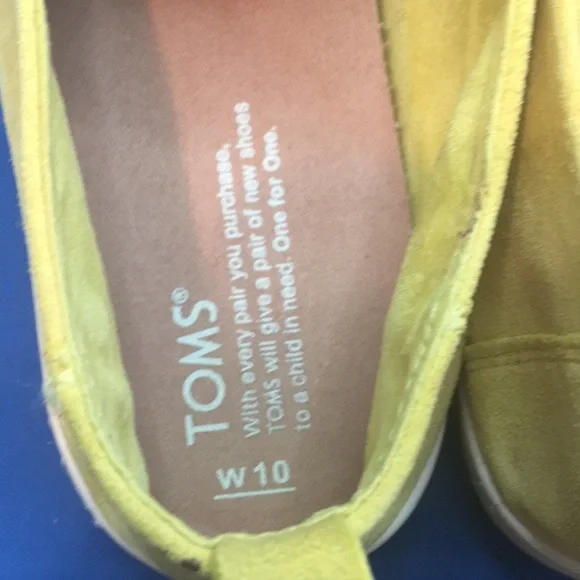 TOMS®
With every pair you purchase,
TOMS will give a pair of new shoes
to a child in need. One for One.
W 10